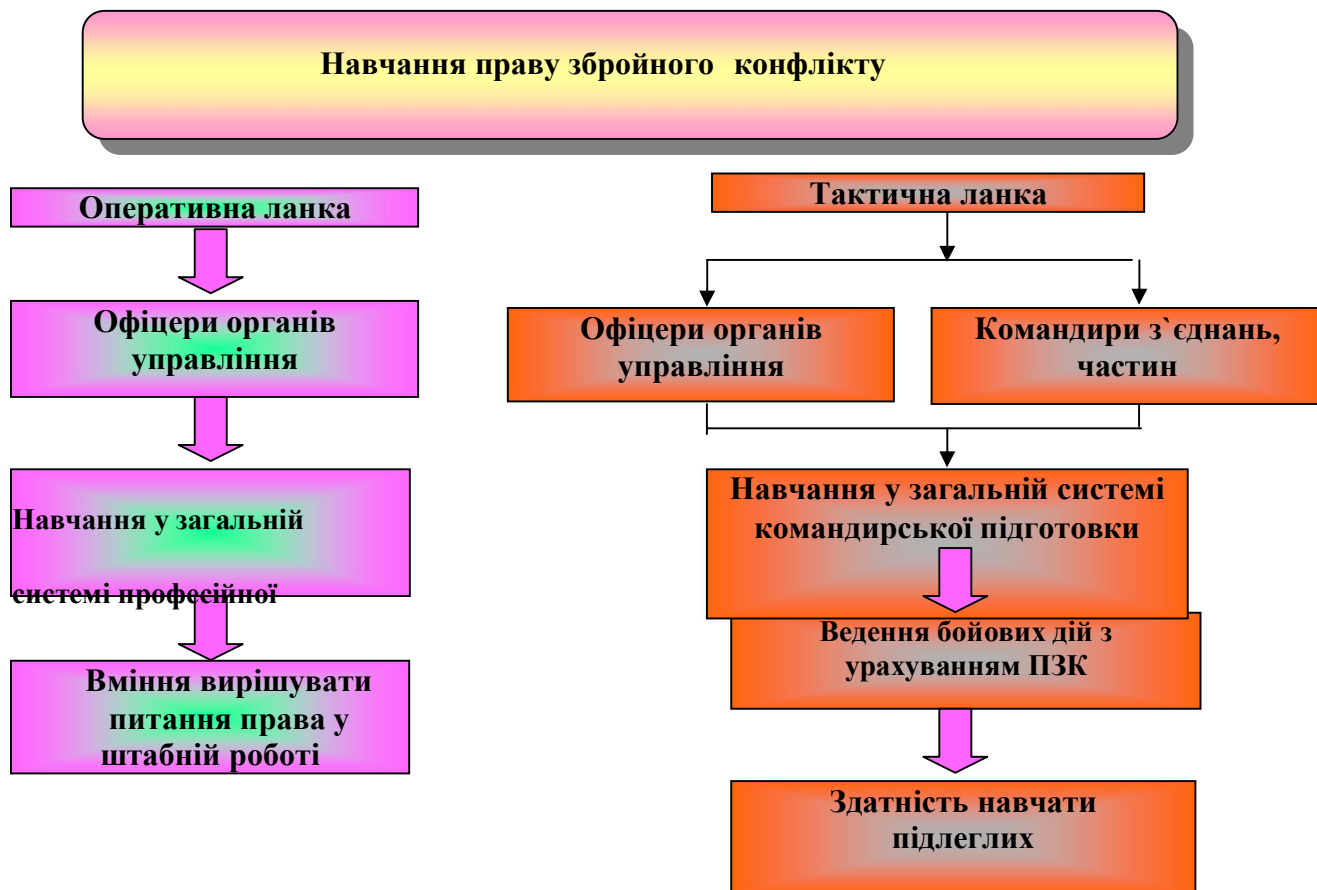 Навчання праву збройного конфлікту
Оперативна ланка
Офіцери органів
управління
Навчання у загальній
системі професійної
Вміння вирішувати
питання права у
штабній роботі
Тактична ланка
Офіцери органів
управління
Командири з`єднань,
частин
Навчання у загальній системі
командирської підготовки
Ведення бойових дій з
урахуванням ПЗК
Здатність навчати
підлеглих